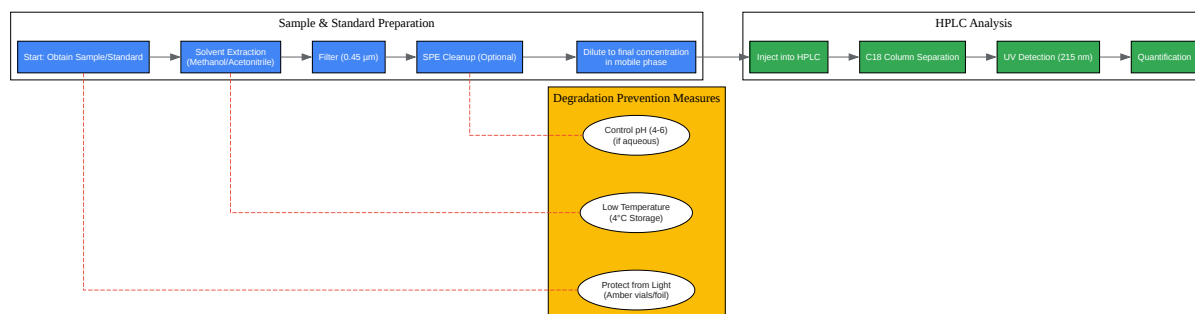 Sample & Standard Preparation
HPLC Analysis
Start: Obtain Sample/Standard
Solvent Extraction
(Methanol/Acetonitrile)
Filter (0.45 µm)
SPE Cleanup (Optional)
Dilute to final concentration
in mobile phase
Inject into HPLC
C18 Column Separation
UV Detection (215 nm)
Quantification
Degradation Prevention Measures
Control pH (4-6)
(if aqueous)
Low Temperature
(4°C Storage)
Protect from Light
(Amber vials/foil)